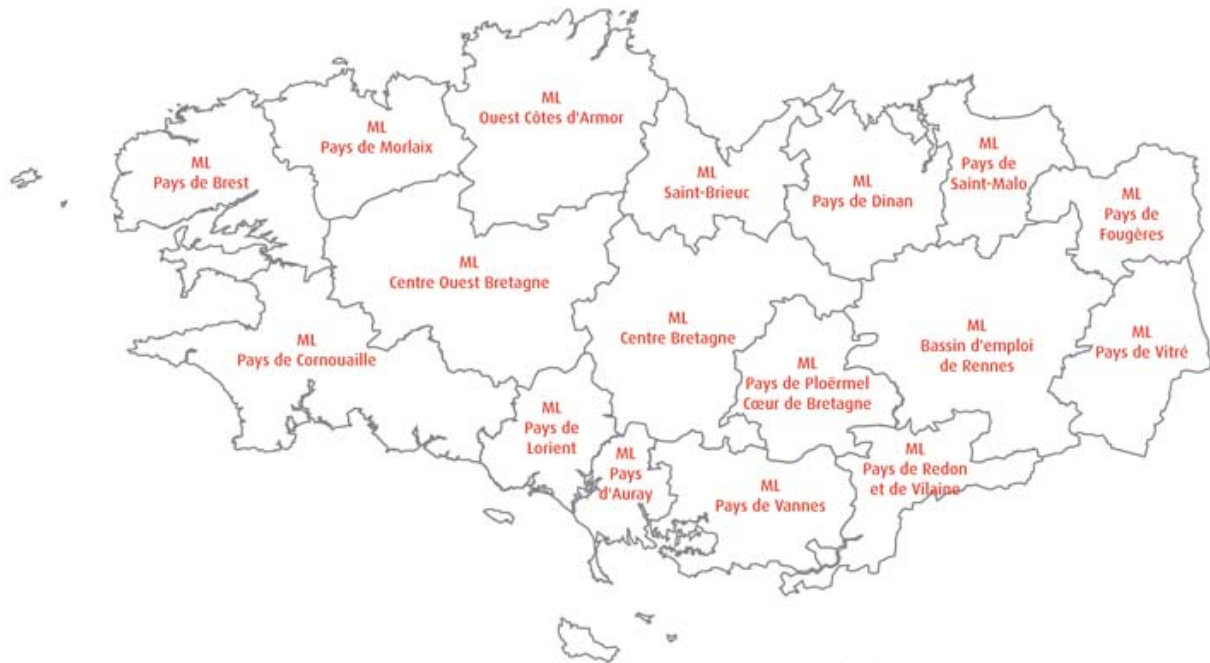 ML
Ouest Côtes d'Armor
ML
Pays de Morlaix
ML
Pays de Brest
ML
Saint-Brieuc
ML
Pays de Dinan
ML
Pays de
Saint-Malo
ML
Pays de
Fougères
ML
Centre Ouest Bretagne
ML
Centre Bretagne
ML
Bassin d'emploi
de Rennes
ML
Pays de Vitré
ML
Pays de Cornouaille
ML
Pays de Ploërmel
Cœur de Bretagne
ML
Pays de
Lorient
ML
Pays
d'Auray
ML
Pays de Vannes
ML
Pays de Redon
et de Vilaine